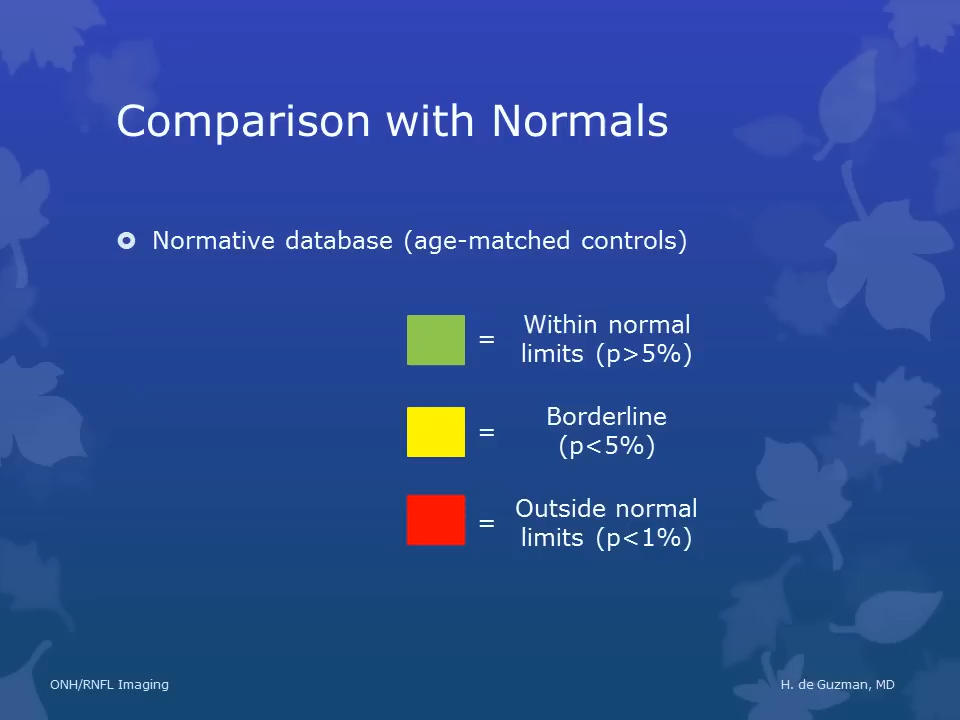 Comparison with Normals
Normative database (age-matched controls)
= Within normal
limits (p>5%)
= Borderline
(p<5%)
= Outside normal
limits (p<1%)
ONH/RNFL Imaging
H. de Guzman, MD